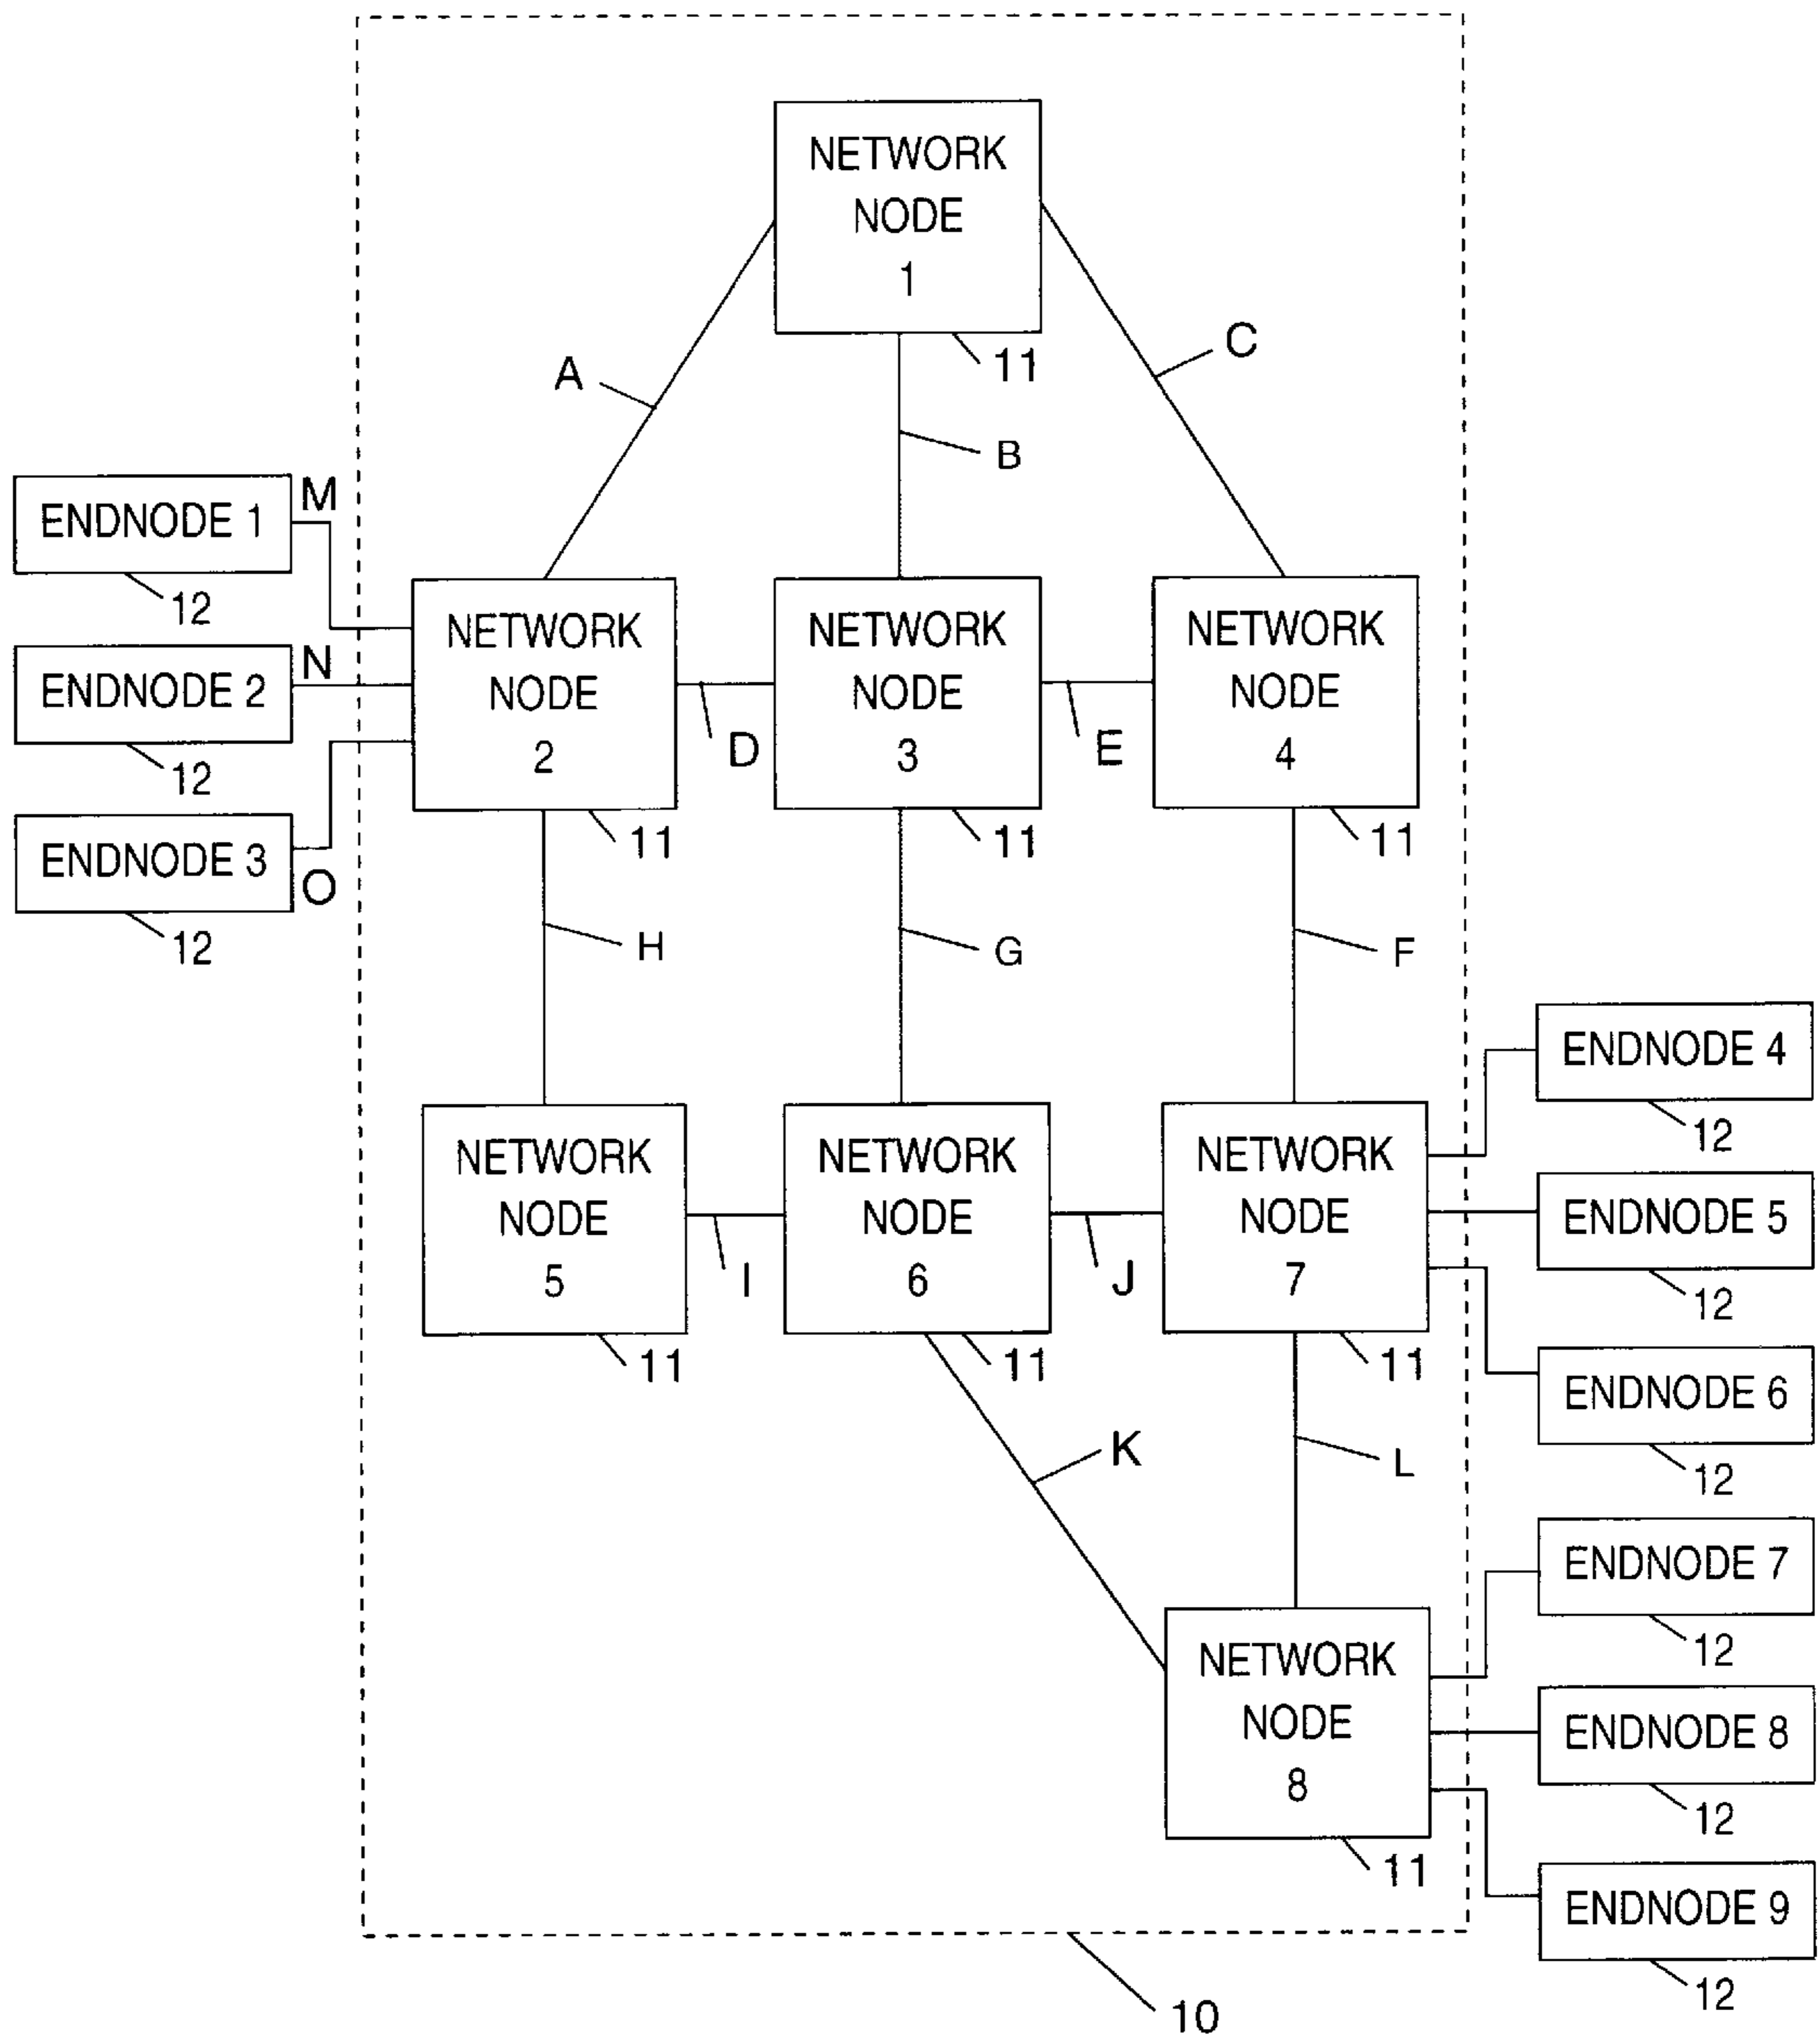 NETWORK
NODE
1
11
A
B
C
M
ENDNODE 1
12
N
ENDNODE 2
12
ENDNODE 3
O
12
NETWORK
NODE
2
11
D
NETWORK
NODE
3
11
E
NETWORK
NODE
4
11
H
G
F
NETWORK
NODE
5
11
I
NETWORK
NODE
6
11
J
NETWORK
NODE
7
11
ENDNODE 4
12
ENDNODE 5
12
ENDNODE 6
12
K
L
NETWORK
NODE
8
11
ENDNODE 7
12
ENDNODE 8
12
ENDNODE 9
12
10